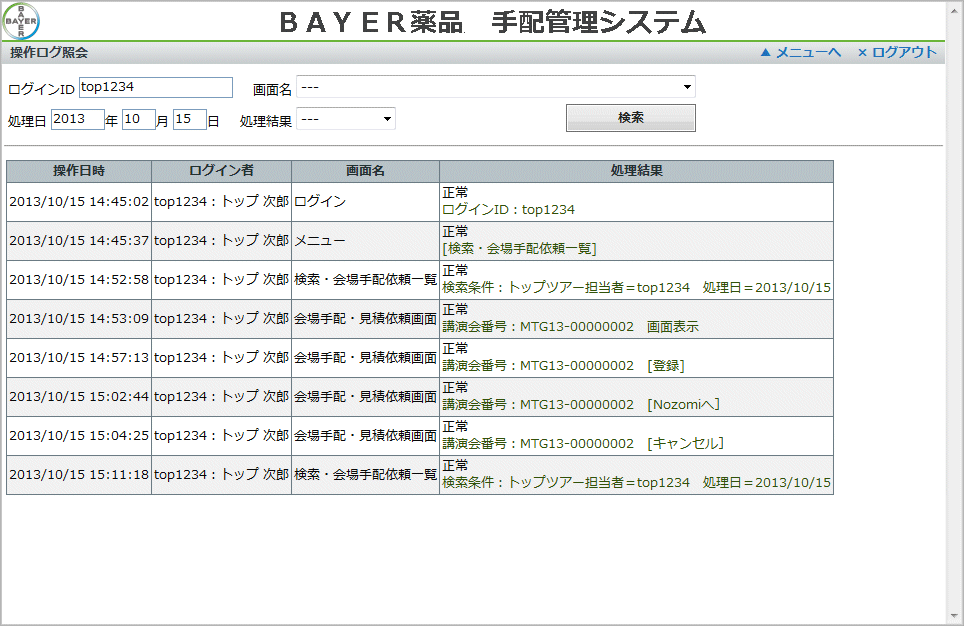 BAYER
BAYER
ＢＡＹＥＲ薬品　手配管理システム
操作ログ照会
▲ メニューへ × ログアウト
ログインID top1234 画面名 ---
処理日 2013 年 10 月 15 日 処理結果 --- 検索
操作日時 ログイン者 画面名 処理結果
2013/10/15 14:45:02 top1234：トップ 次郎 ログイン 正常
ログインID：top1234
2013/10/15 14:45:37 top1234：トップ 次郎 メニュー 正常
[検索・会場手配依頼一覧]
2013/10/15 14:52:58 top1234：トップ 次郎 検索・会場手配依頼一覧 正常
検索条件：トップツアー担当者＝top1234　処理日＝2013/10/15
2013/10/15 14:53:09 top1234：トップ 次郎 会場手配・見積依頼画面 正常
講演会番号：MTG13-00000002　画面表示
2013/10/15 14:57:13 top1234：トップ 次郎 会場手配・見積依頼画面 正常
講演会番号：MTG13-00000002　[登録]
2013/10/15 15:02:44 top1234：トップ 次郎 会場手配・見積依頼画面 正常
講演会番号：MTG13-00000002　[Nozomiへ]
2013/10/15 15:04:25 top1234：トップ 次郎 会場手配・見積依頼画面 正常
講演会番号：MTG13-00000002　[キャンセル]
2013/10/15 15:11:18 top1234：トップ 次郎 検索・会場手配依頼一覧 正常
検索条件：トップツアー担当者＝top1234　処理日＝2013/10/15